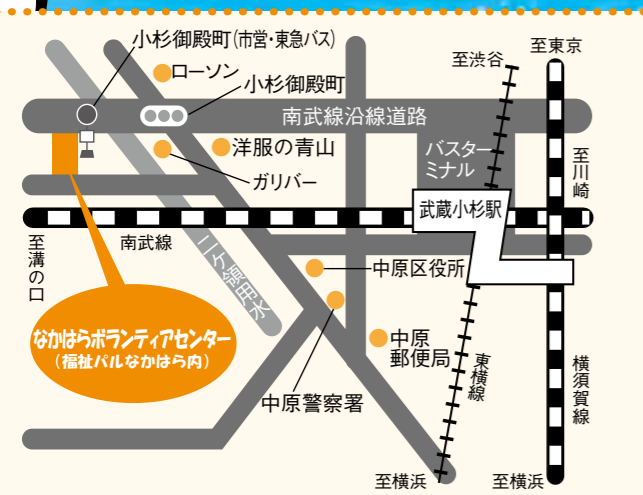 小杉御殿町(市営・東急バス)
ローソン
小杉御殿町
至渋谷
至東京
南武線沿線道路
洋服の青山
ガリバー
バスター
ミナル
至川崎
武蔵小杉駅
至溝の口
南武線
二ヶ領用水
中原区役所
なかはらボランティアセンター
(福祉パルなかはら内)
中原
郵便局
中原警察署
東横線
横須賀線
至横浜
至横浜